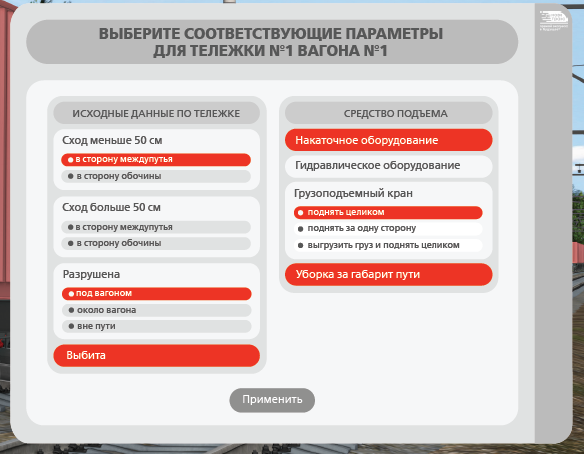 ВЫБЕРИТЕ СООТВЕТСТВУЮЩИЕ ПАРАМЕТРЫ
ДЛЯ ТЕЛЕЖКИ №1 ВАГОНА №1
ИСХОДНЫЕ ДАННЫЕ ПО ТЕЛЕЖКЕ
Сход меньше 50 см
в сторону междупутья
в сторону обочины
Сход больше 50 см
в сторону междупутья
в сторону обочины
Разрушена
под вагоном
около вагона
вне пути
Выбита
СРЕДСТВО ПОДЪЕМА
Накаточное оборудование
Гидравлическое оборудование
Грузоподъемный кран
поднять целиком
поднять за одну сторону
выгрузить груз и поднять целиком
Уборка за габарит пути
Применить